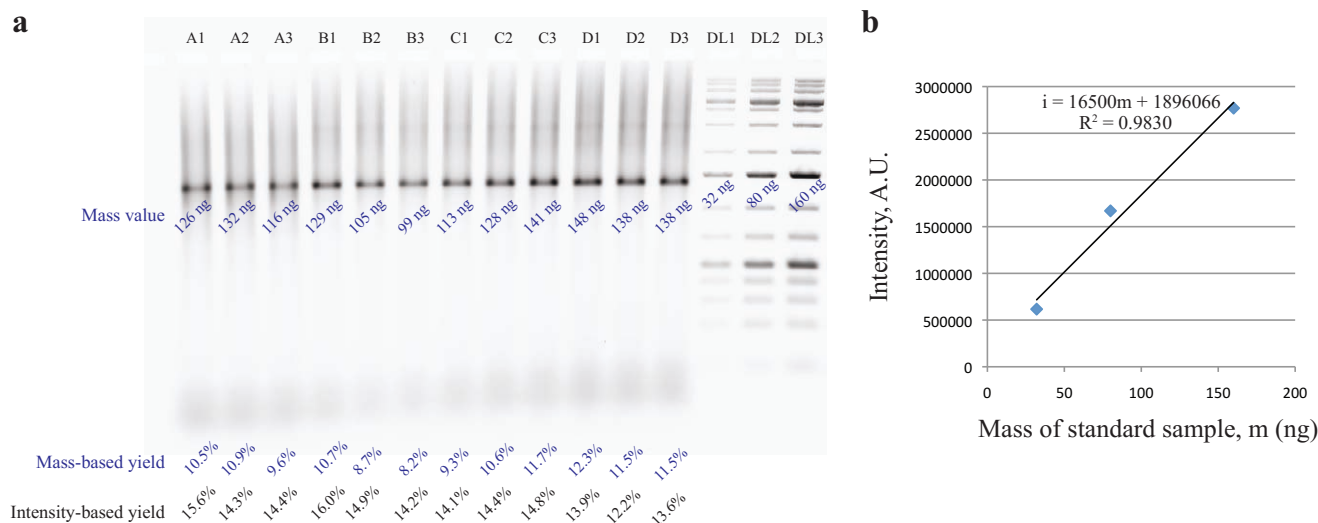 a
A1 A2 A3 B1 B2 B3 C1 C2 C3 D1 D2 D3 DL1 DL2 DL3
Mass value
126 ng 132 ng 116 ng 129 ng 105 ng 99 ng 113 ng 128 ng 141 ng 148 ng 138 ng 138 ng 32 ng 80 ng 160 ng
Mass-based yield
10.5% 10.9% 9.6% 10.7% 8.7% 8.2% 9.3% 10.6% 11.7% 12.3% 11.5% 11.5%
Intensity-based yield
15.6% 14.3% 14.4% 16.0% 14.9% 14.2% 14.1% 14.4% 14.8% 13.9% 12.2% 13.6%
b
i = 16500m + 1896066
R² = 0.9830
Intensity, A.U.
3000000
2500000
2000000
1500000
1000000
500000
0
0 50 100 150 200
Mass of standard sample, m (ng)